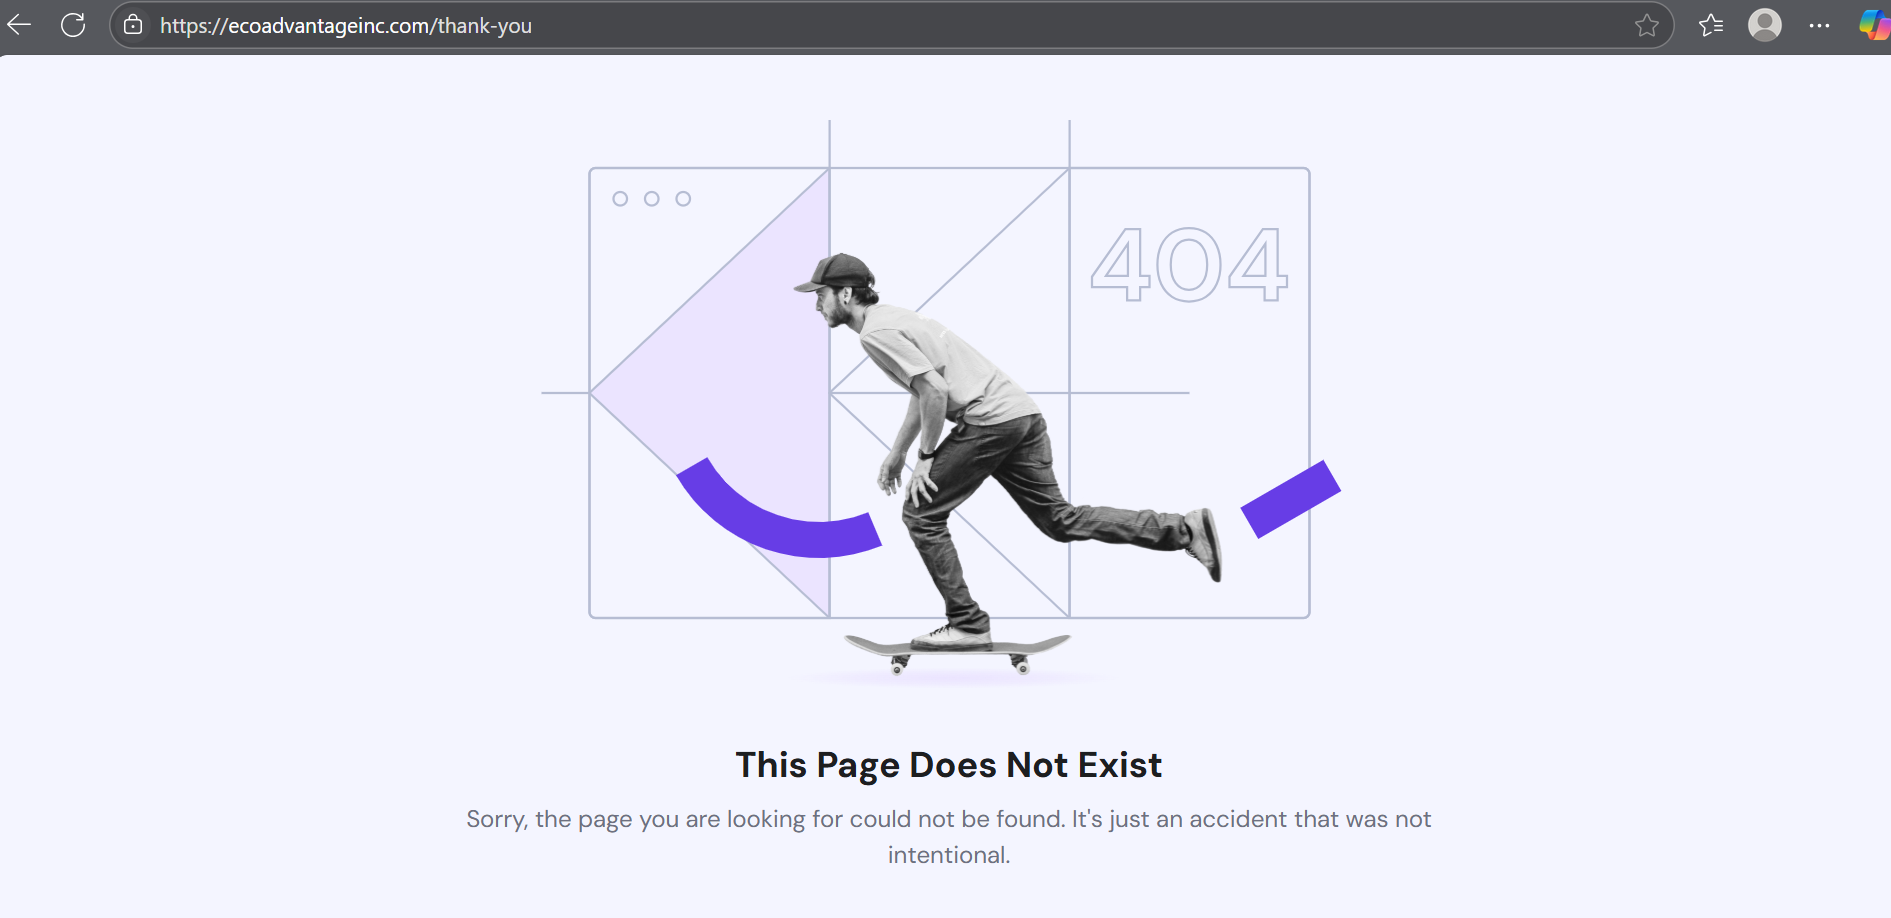 https://ecoadvantageinc.com/thank-you
404
This Page Does Not Exist
Sorry, the page you are looking for could not be found. It's just an accident that was not
intentional.